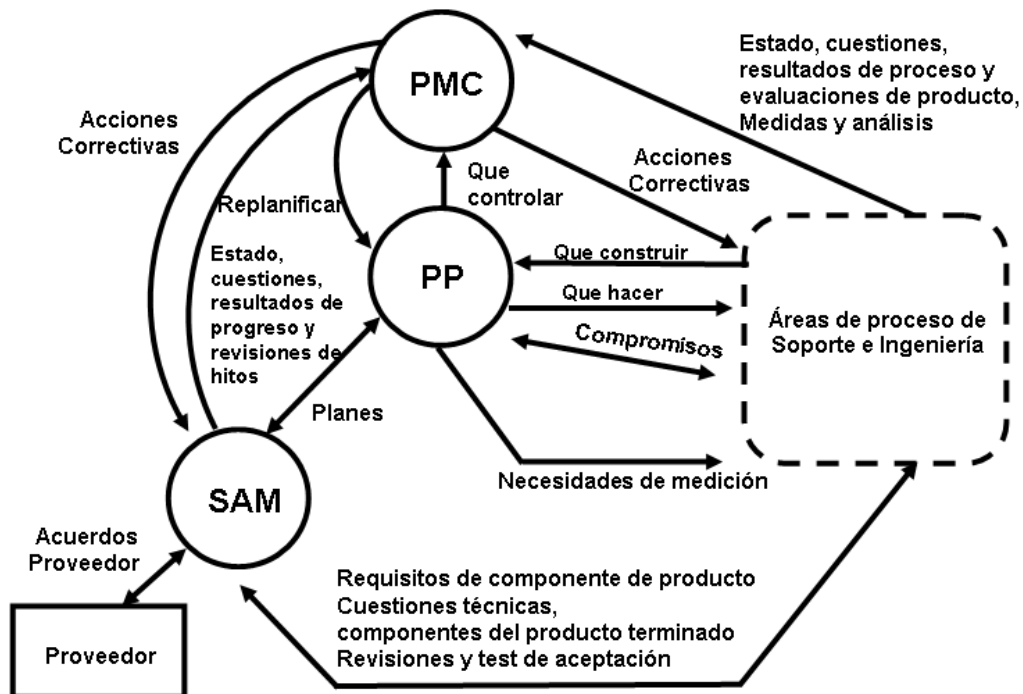 PMC
Estado, cuestiones,
resultados de proceso y
evaluaciones de producto,
Medidas y análisis
Acciones
Correctivas
Que
controlar
Acciones
Correctivas
Replanificar
PP
Que construir
Que hacer
Compromisos
Áreas de proceso de
Soporte e Ingeniería
Estado,
cuestiones,
resultados de
progreso y
revisiones de
hitos
Planes
Necesidades de medición
SAM
Acuerdos
Proveedor
Proveedor
Requisitos de componente de producto
Cuestiones técnicas,
componentes del producto terminado
Revisiones y test de aceptación